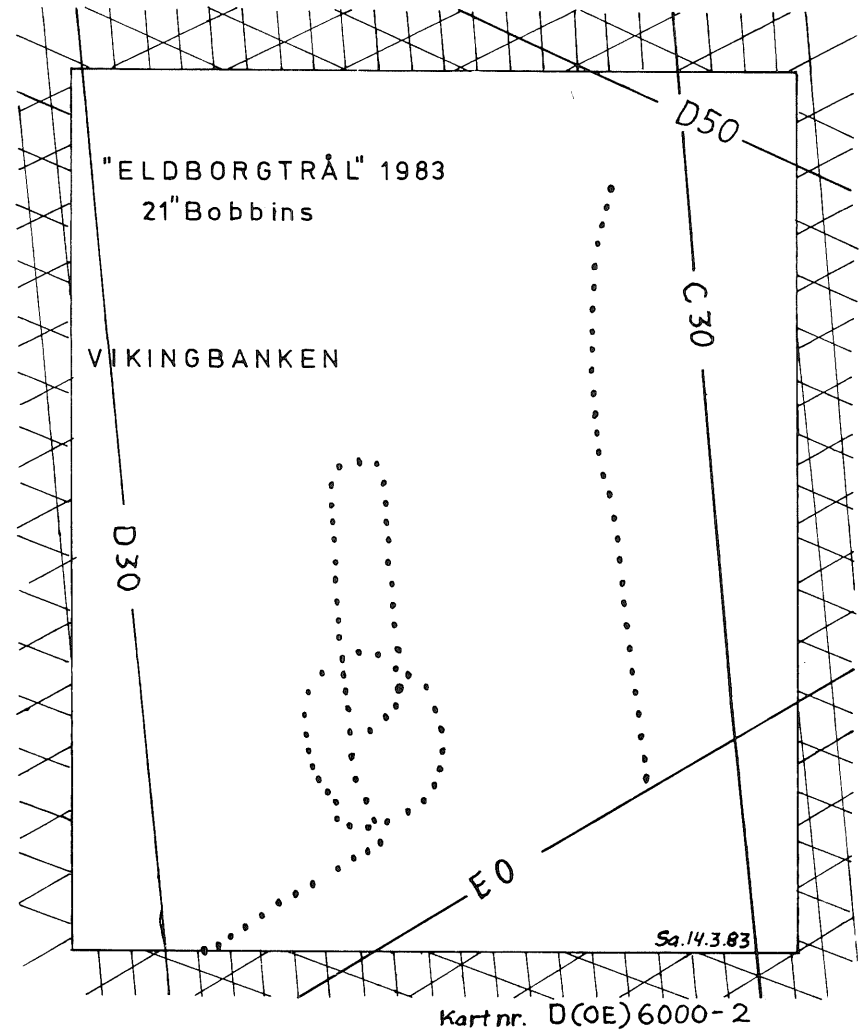 D50
"ELDBORGTRÅL" 1983
21"Bobbins
C30
VIKINGBANKEN
D30
E0
Sa.14.3.83
Kart nr. D(OE)6000-2